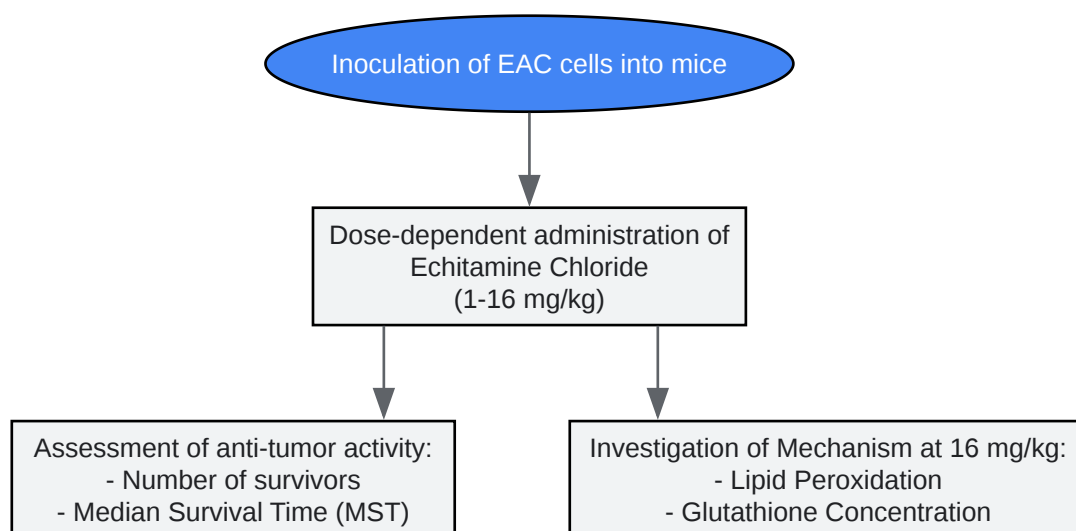 Inoculation of EAC cells into mice
Dose-dependent administration of
Echitamine Chloride
(1-16 mg/kg)
Assessment of anti-tumor activity:
- Number of survivors
- Median Survival Time (MST)
Investigation of Mechanism at 16 mg/kg:
- Lipid Peroxidation
- Glutathione Concentration